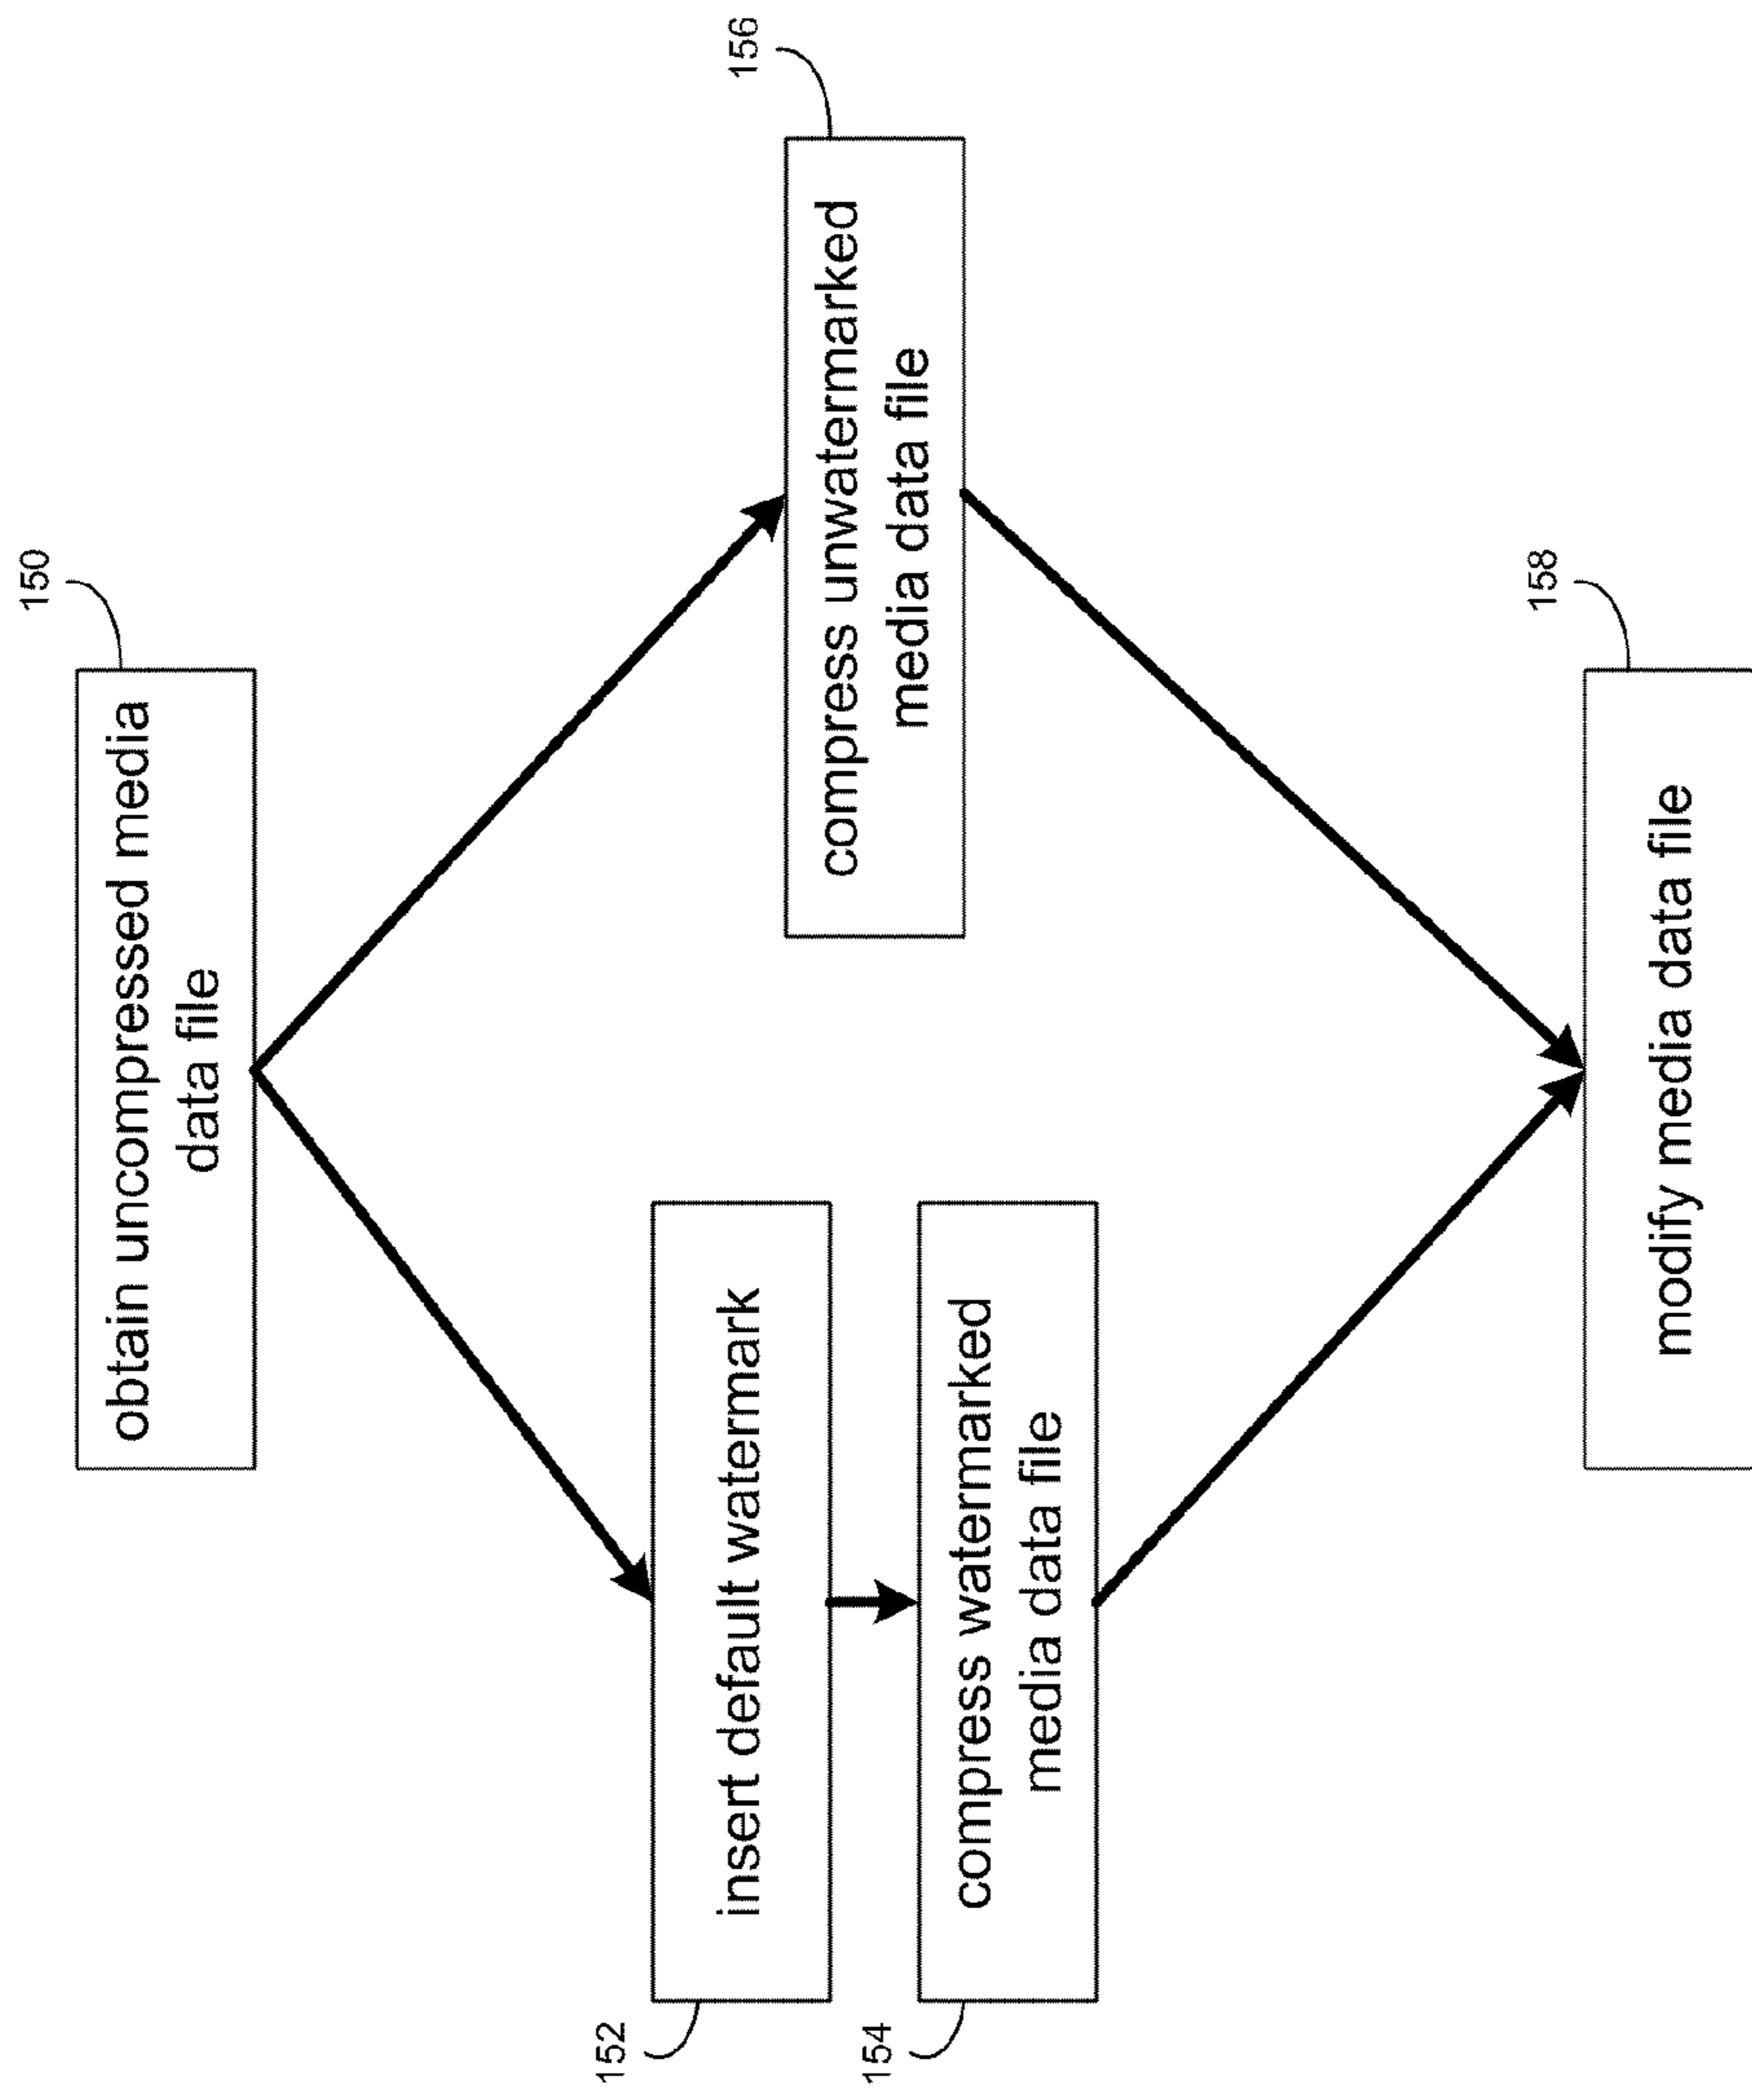 150
obtain uncompressed media
data file
152
insert default watermark
154
compress watermarked
media data file
156
compress unwatermarked
media data file
158
modify media data file